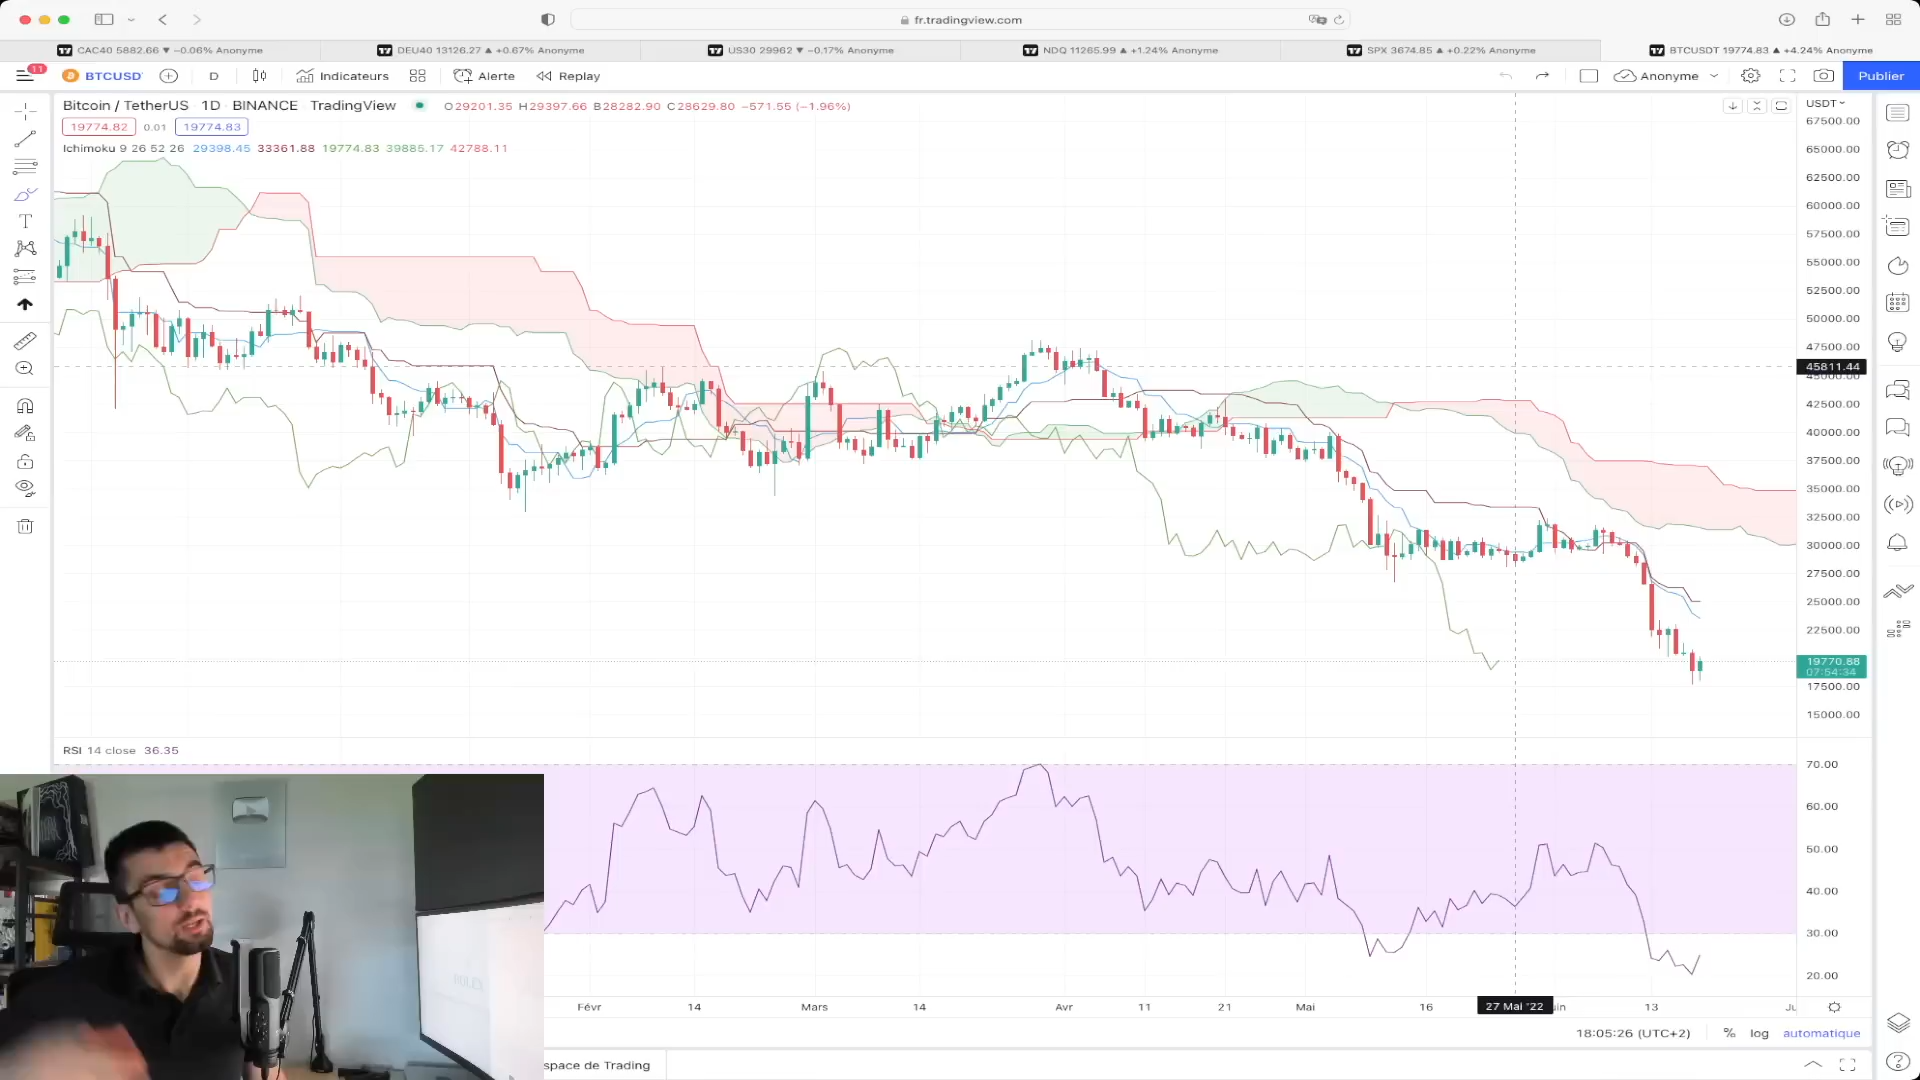 fr.tradingview.com
CAC40 5882.66 ▼ −0.06% Anonyme
DEU40 13126.27 ▲ +0.67% Anonyme
US30 29962 ▼ −0.17% Anonyme
NDQ 11265.99 ▲ +1.24% Anonyme
SPX 3674.85 ▲ +0.22% Anonyme
BTCUSDT 19774.83 ▲ +4.24% Anonyme
11
BTCUSD
D
Indicateurs
Alerte
Replay
Anonyme
Publier
Bitcoin / TetherUS · 1D · BINANCE · TradingView
O29201.35 H29397.66 B28282.90 C28629.80 −571.55 (−1.96%)
USDT
19774.82 0.01 19774.83
Ichimoku 9 26 52 26 29398.45 33361.88 19774.83 39885.17 42788.11
67500.00
65000.00
62500.00
60000.00
57500.00
55000.00
52500.00
50000.00
47500.00
45811.44
45000.00
42500.00
40000.00
37500.00
35000.00
32500.00
30000.00
27500.00
25000.00
22500.00
19770.88
07:54:34
17500.00
15000.00
RSI 14 close 36.35
70.00
60.00
50.00
40.00
30.00
20.00
Févr 14 Mars 14 Avr 11 21 Mai 16 27 Mai '22 uin 13
18:05:26 (UTC+2) % log automatique
space de Trading